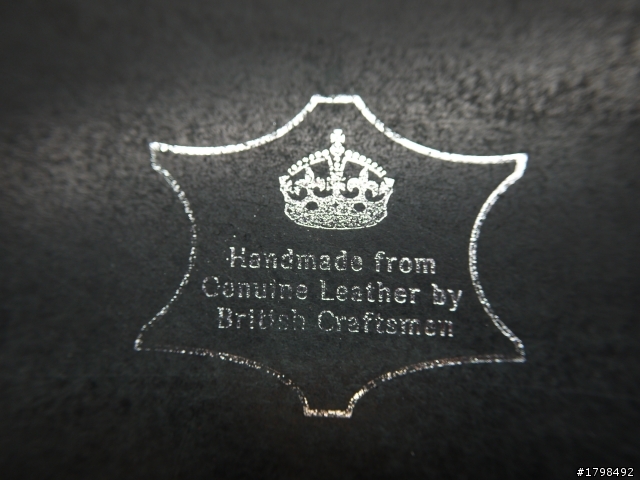 Handmade from
Genuine Leather by
British Craftsmen
#1798492